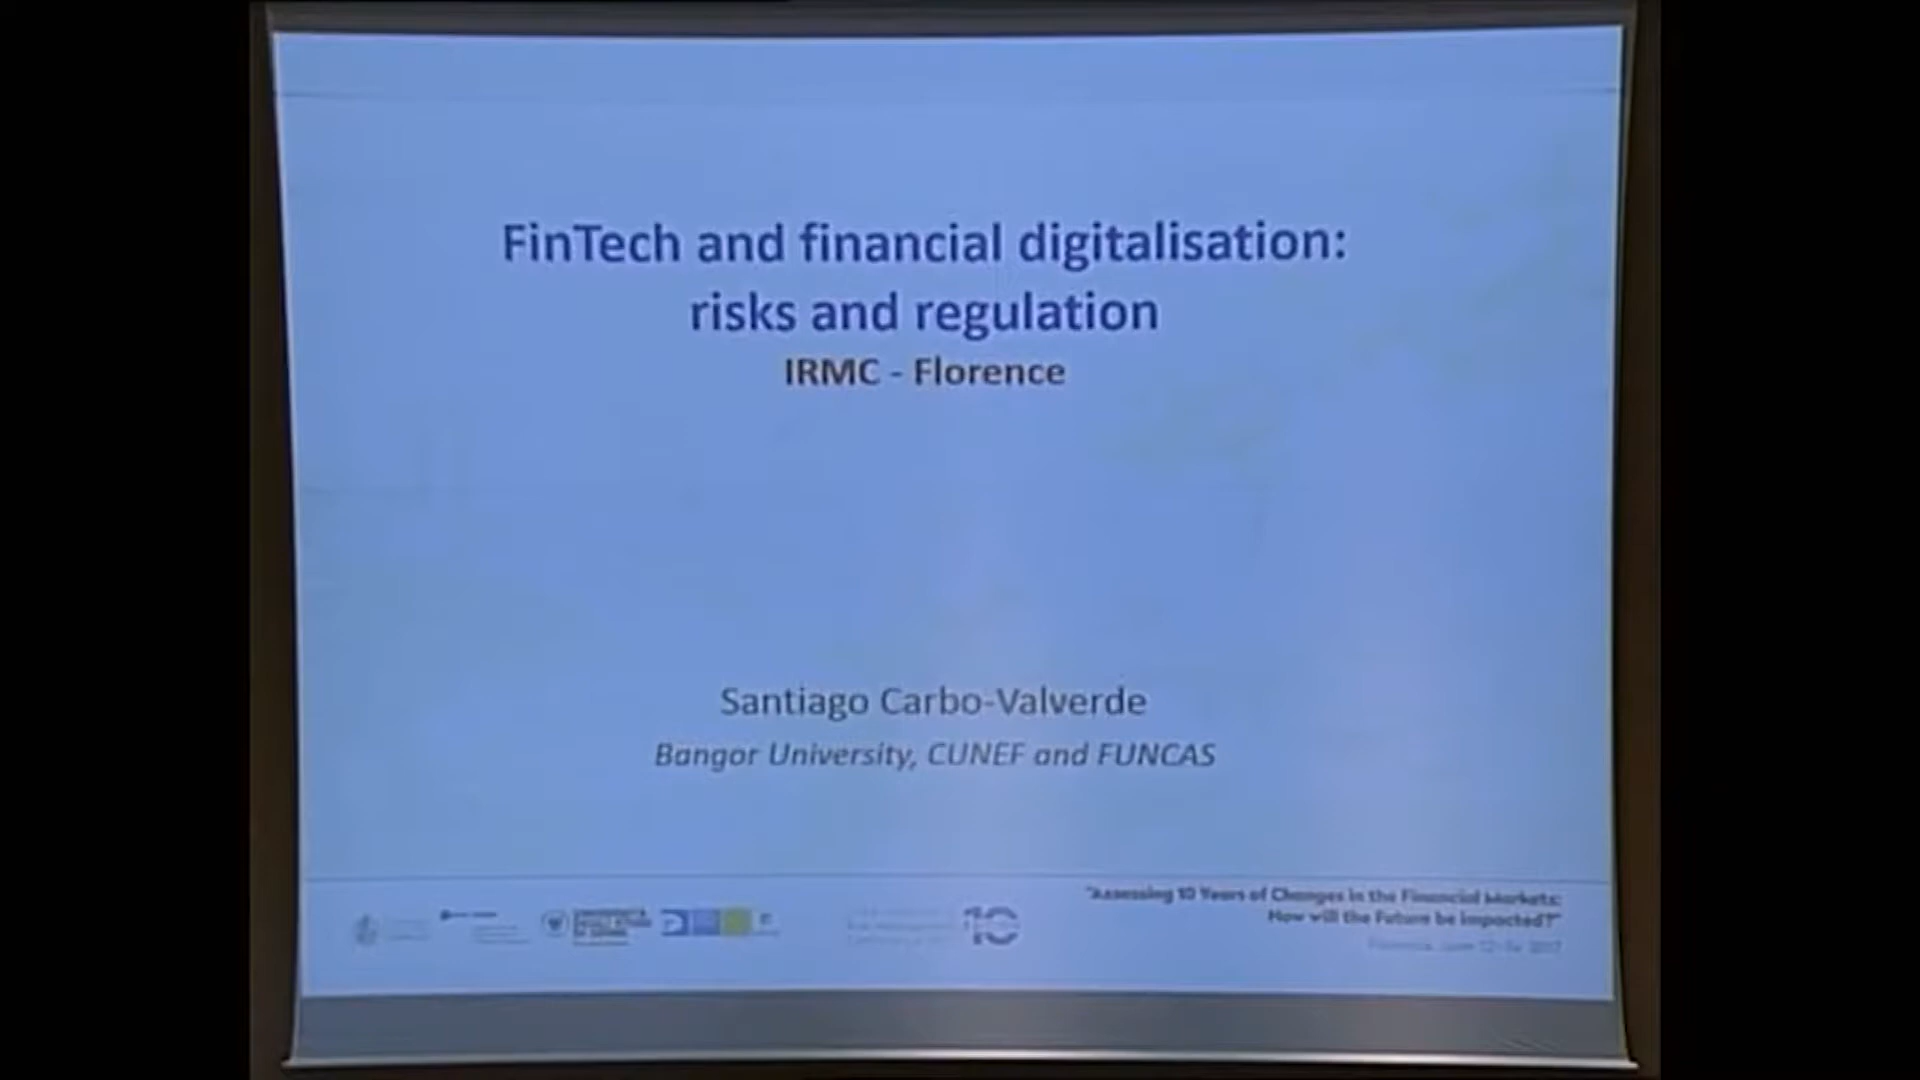 FinTech and financial digitalisation:
risks and regulation
IRMC - Florence
Santiago Carbo-Valverde
Bangor University, CUNEF and FUNCAS
"Assessing 10 Years of Changes in the Financial Markets:
How will the Future be Impacted?"
10